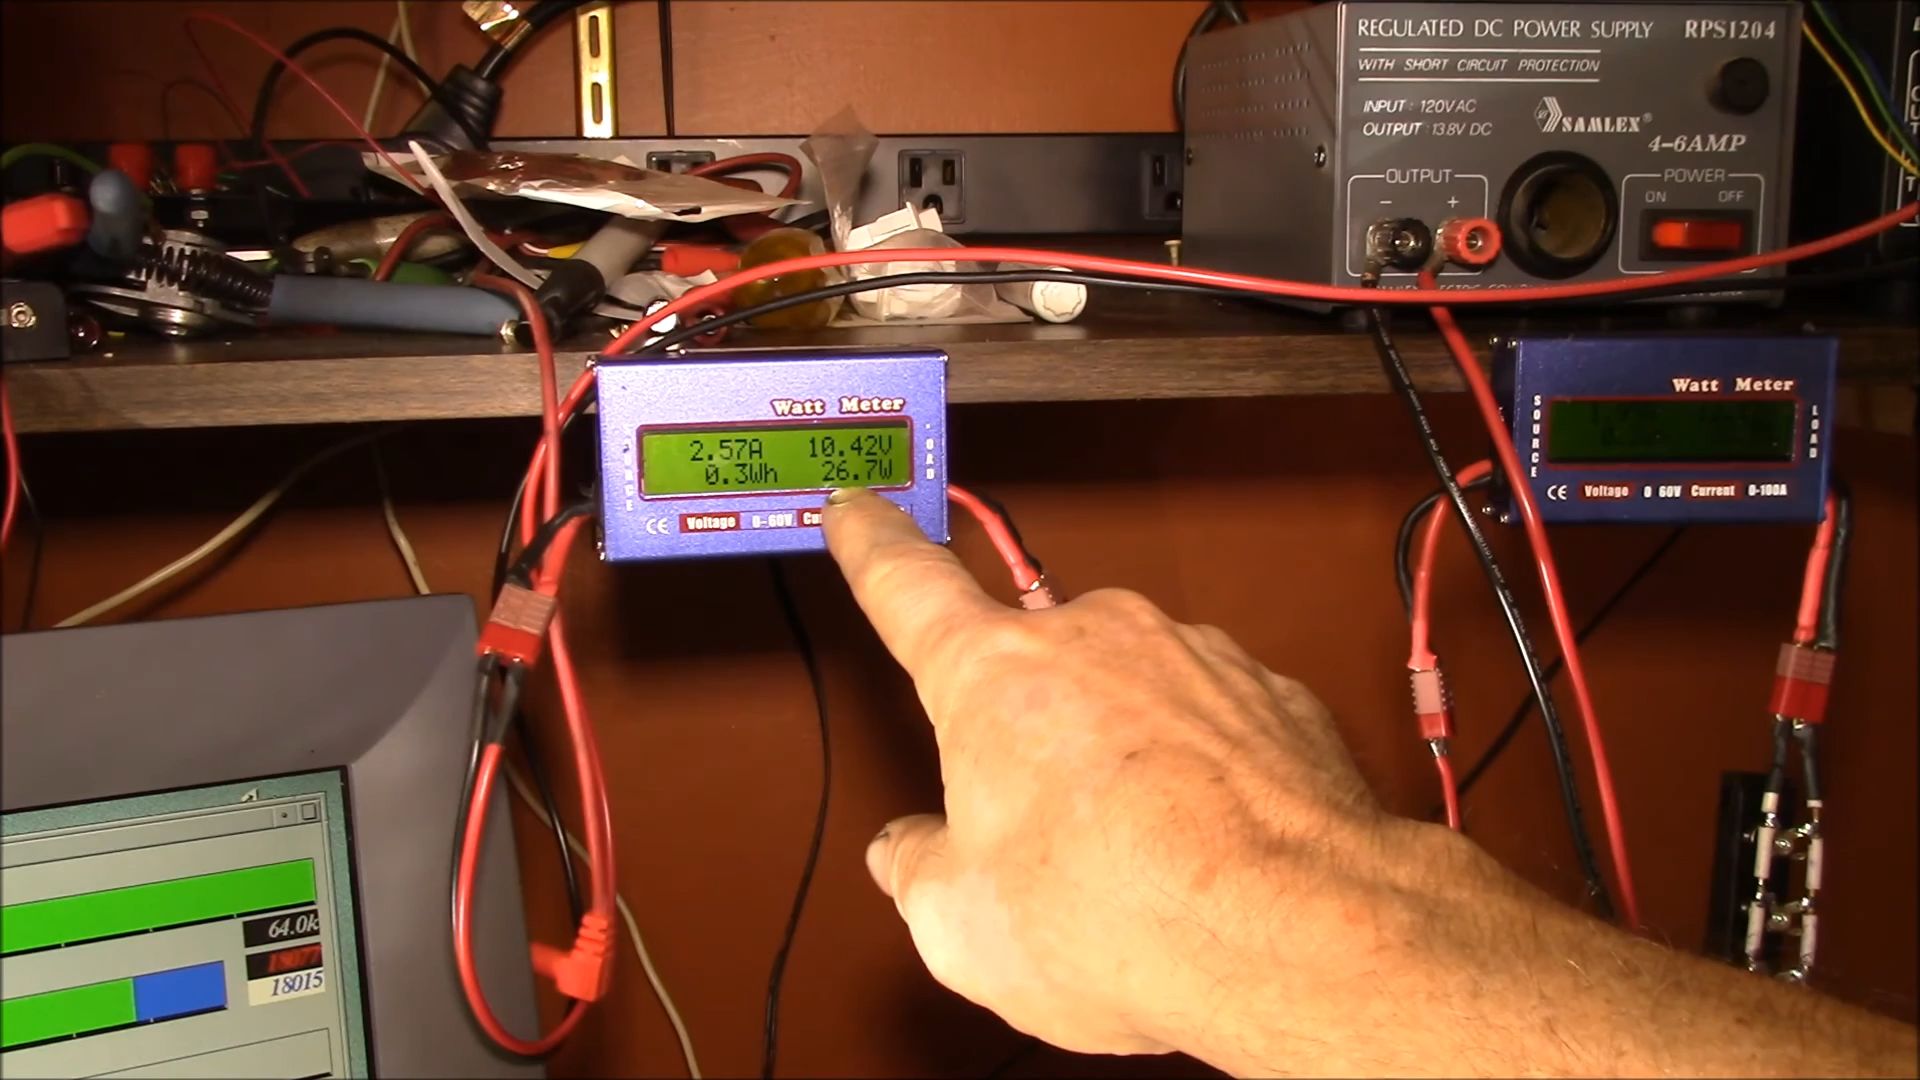 REGULATED DC POWER SUPPLY RPS1204
WITH SHORT CIRCUIT PROTECTION
INPUT : 120VAC
OUTPUT : 13.8V DC
SAMLEX®
4-6AMP
OUTPUT
- +
POWER
ON OFF
Watt Meter
2.57A 10.42V
0.3Wh 26.7W
CE Voltage 0-60V
Watt Meter
SOURCE
LOAD
CE Voltage 0 60V Current 0-100A
64.0k
18077
18015